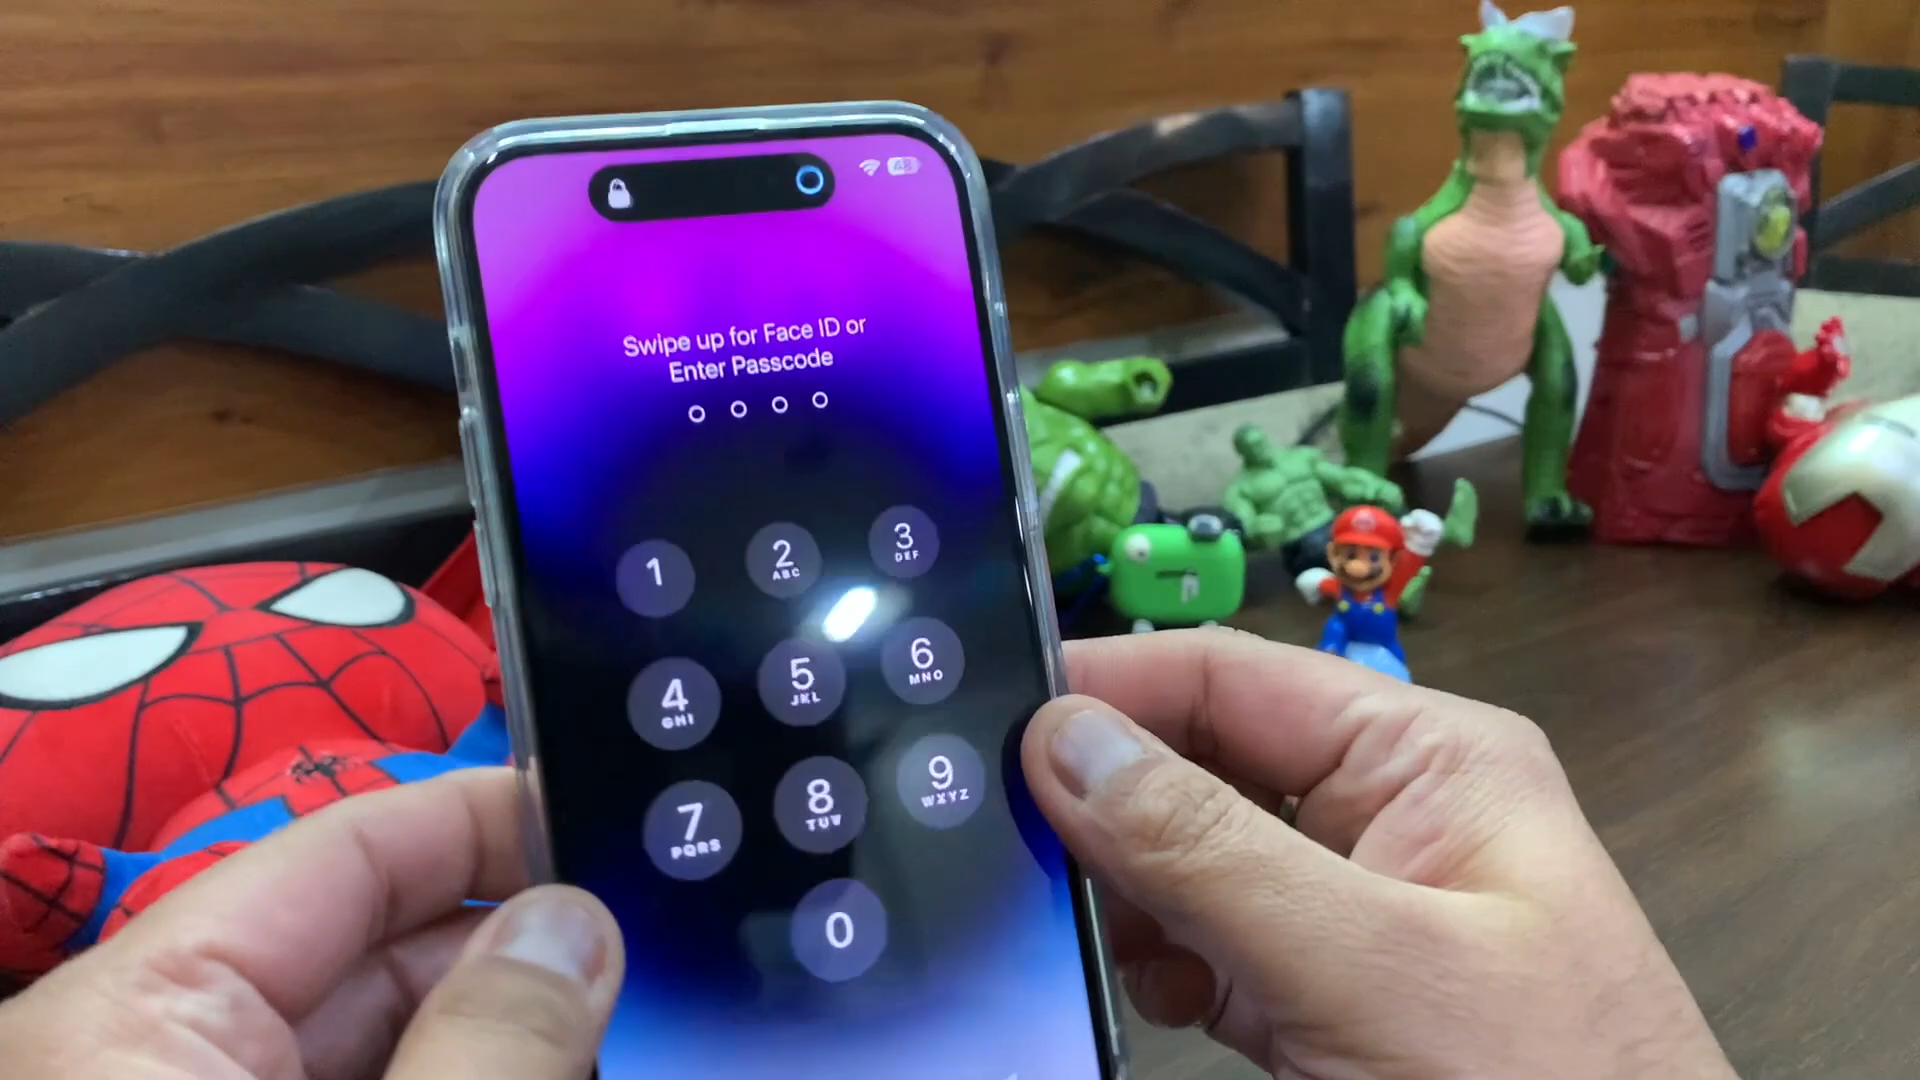 48
Swipe up for Face ID or
Enter Passcode
1
2
ABC
3
DEF
4
GHI
5
JKL
6
MNO
7
PQRS
8
TUV
9
WXYZ
0